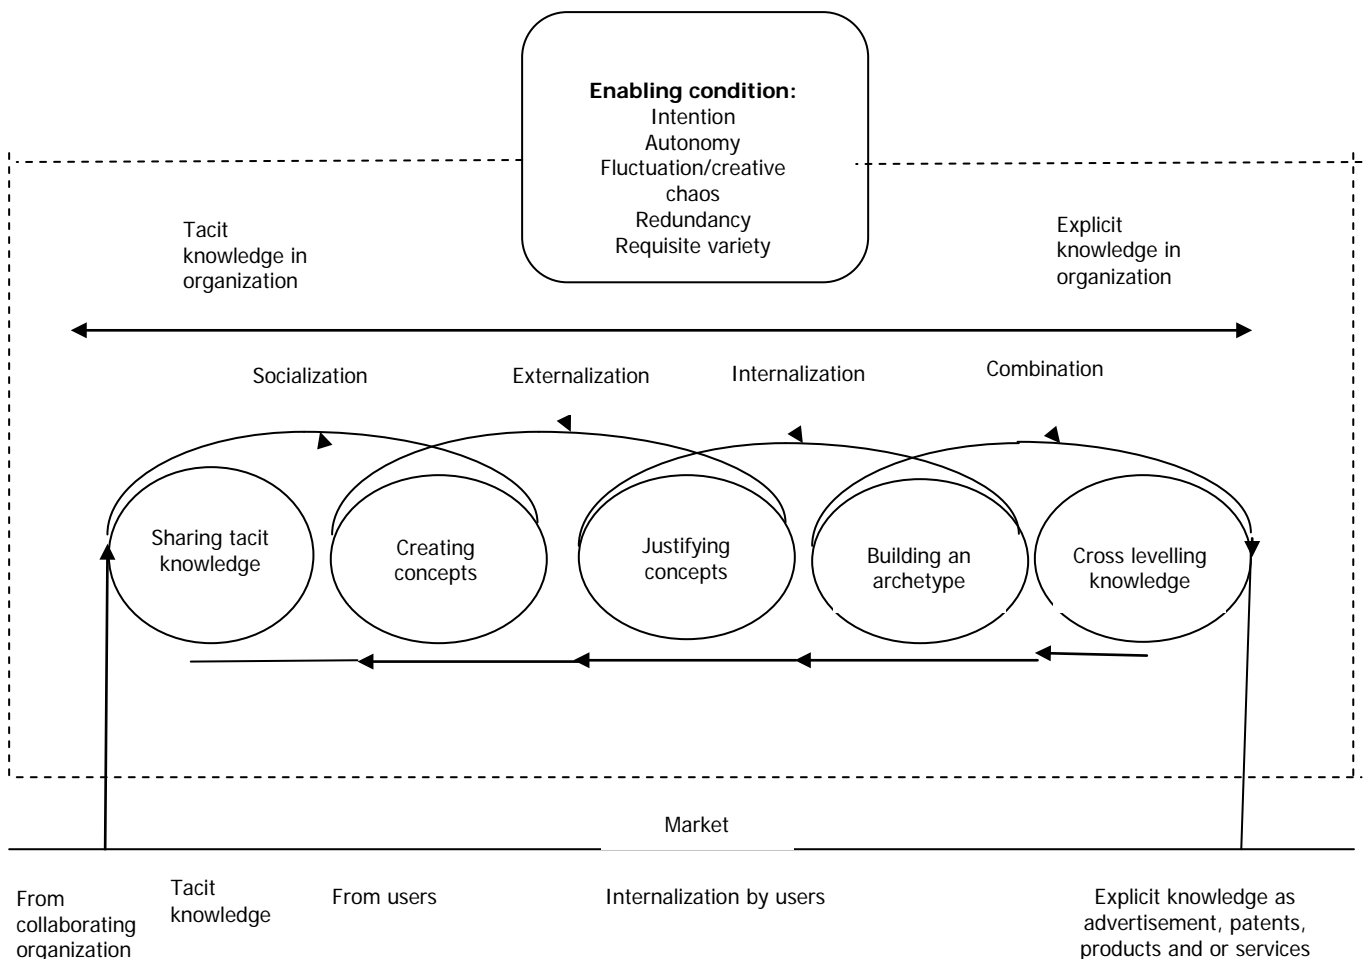 Enabling condition:
Intention
Autonomy
Fluctuation/creative
chaos
Redundancy
Requisite variety
Tacit
knowledge in
organization
Explicit
knowledge in
organization
Socialization
Externalization
Internalization
Combination
Sharing tacit
knowledge
Creating
concepts
Justifying
concepts
Building an
archetype
Cross levelling
knowledge
Market
From
collaborating
organization
Tacit
knowledge
From users
Internalization by users
Explicit knowledge as
advertisement, patents,
products and or services